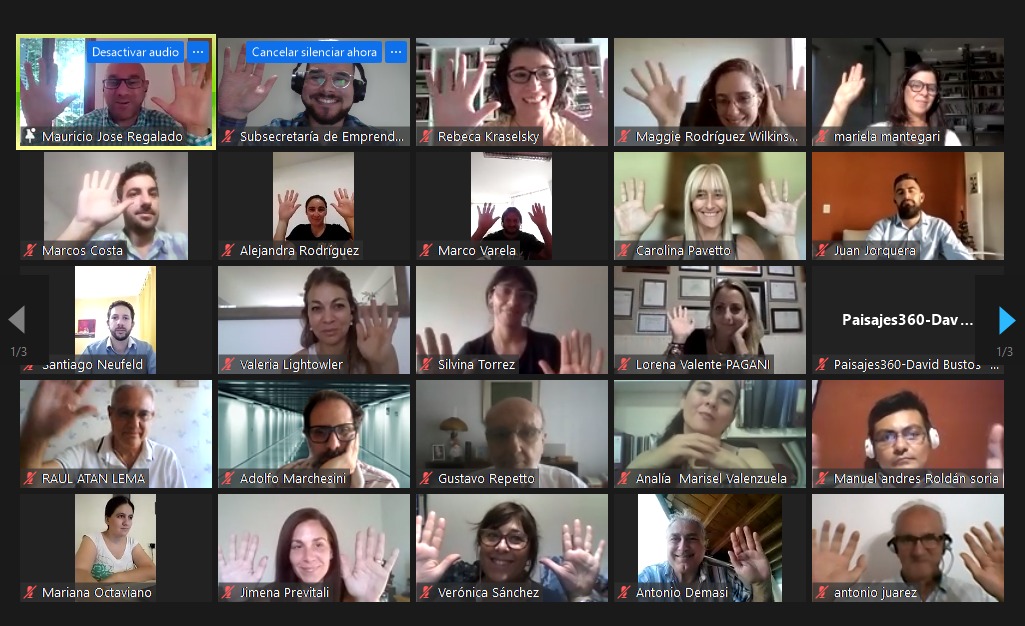 Desactivar audio
Cancelar silenciar ahora
Mauricio Jose Regalado
Subsecretaría de Emprend...
Rebeca Kraselsky
Maggie Rodríguez Wilkins...
mariela mantegari
Marcos Costa
Alejandra Rodríguez
Marco Varela
Carolina Pavetto
Juan Jorquera
Paisajes360-Dav...
1/3
1/3
Santiago Neufeld
Valeria Lightowler
Silvina Torrez
Lorena Valente PAGANI
Paisajes360-David Bustos - ...
RAUL ATAN LEMA
Adolfo Marchesini
Gustavo Repetto
Analía Marisel Valenzuela
Manuel andres Roldán soria
Mariana Octaviano
Jimena Previtali
Verónica Sánchez
Antonio Demasi
antonio juarez